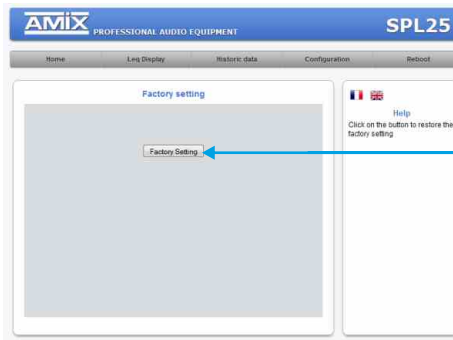 AMIX PROFESSIONAL AUDIO EQUIPMENT SPL25
Home Leq Display Historic data Configuration Reboot
Factory setting
Factory Setting
Help
Click on the button to restore the
factory setting